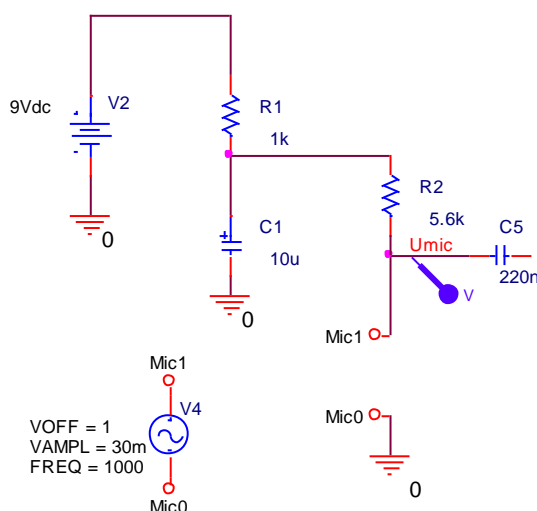 9Vdc
V2
R1
1k
0
C1
10u
0
R2
5.6k
Umic
C5
220n
V
Mic1
Mic0
0
Mic1
V4
VOFF = 1
VAMPL = 30m
FREQ = 1000
Mic0